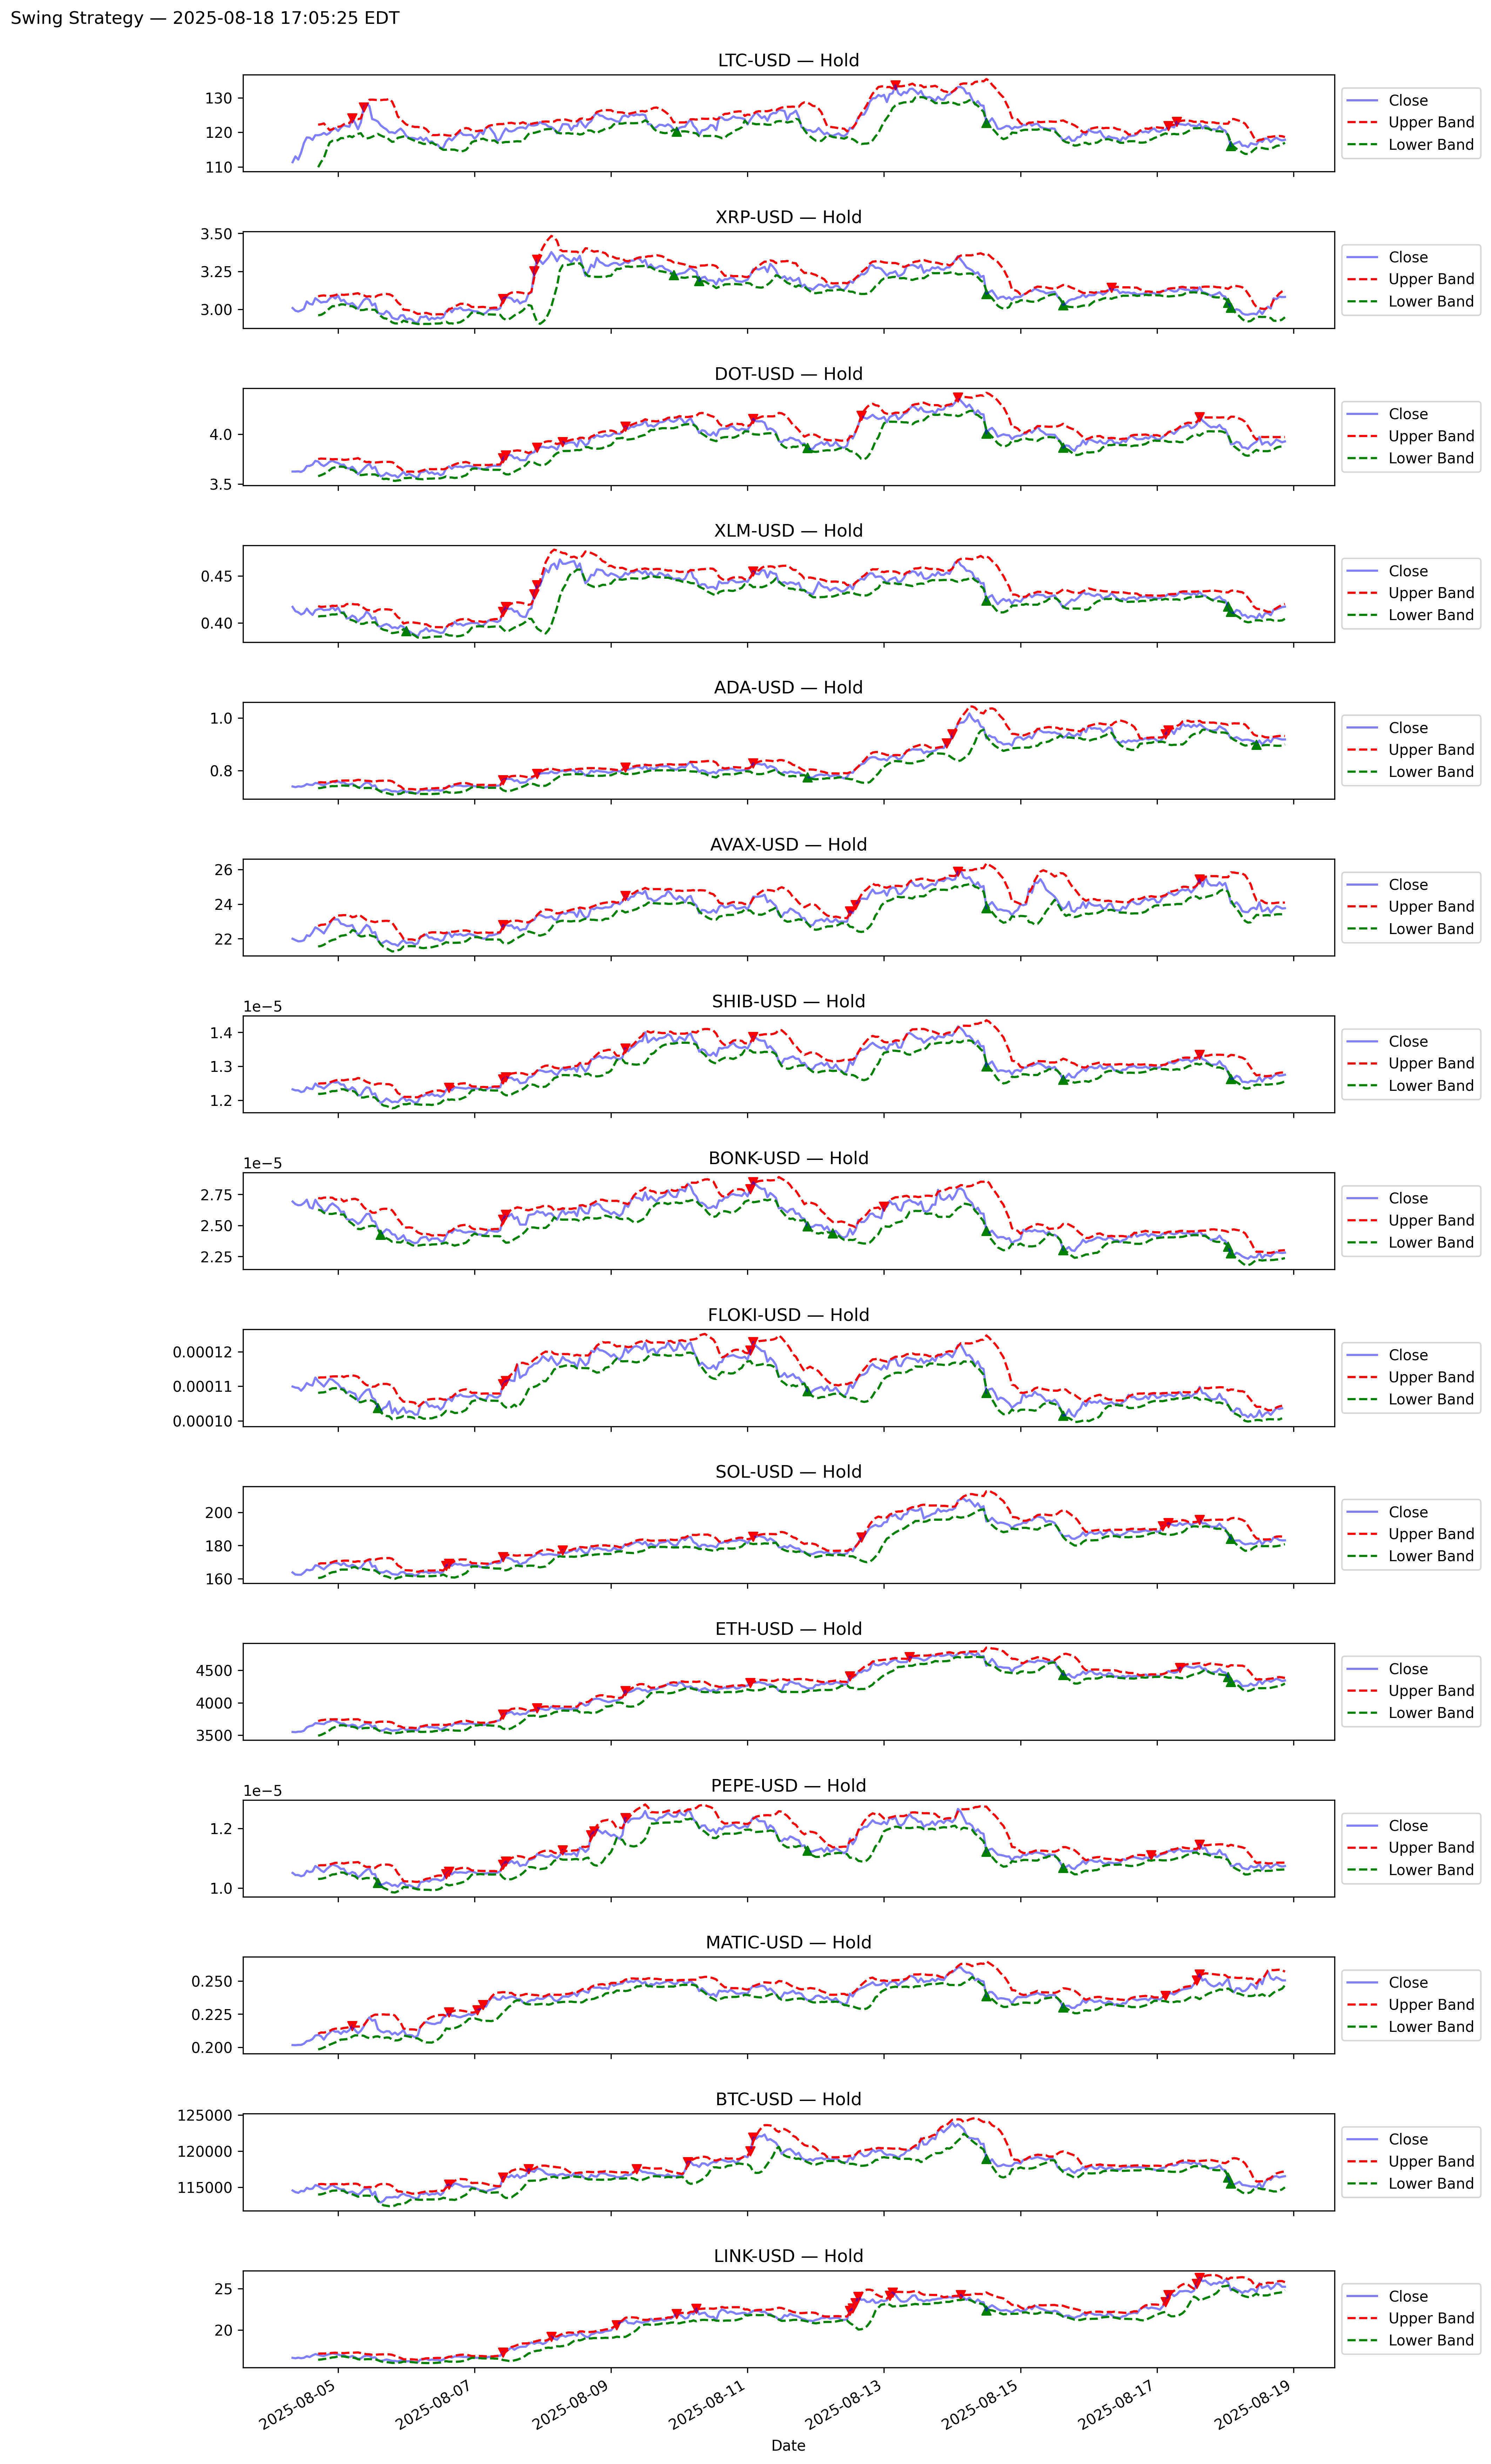 Swing Strategy — 2025-08-18 17:05:25 EDT
LTC-USD — Hold
130
120
110
Close
Upper Band
Lower Band
XRP-USD — Hold
3.50
3.25
3.00
Close
Upper Band
Lower Band
DOT-USD — Hold
4.0
3.5
Close
Upper Band
Lower Band
XLM-USD — Hold
0.45
0.40
Close
Upper Band
Lower Band
ADA-USD — Hold
1.0
0.8
Close
Upper Band
Lower Band
AVAX-USD — Hold
26
24
22
Close
Upper Band
Lower Band
SHIB-USD — Hold
1e−5
1.4
1.3
1.2
Close
Upper Band
Lower Band
BONK-USD — Hold
1e−5
2.75
2.50
2.25
Close
Upper Band
Lower Band
FLOKI-USD — Hold
0.00012
0.00011
0.00010
Close
Upper Band
Lower Band
SOL-USD — Hold
200
180
160
Close
Upper Band
Lower Band
ETH-USD — Hold
4500
4000
3500
Close
Upper Band
Lower Band
PEPE-USD — Hold
1e−5
1.2
1.0
Close
Upper Band
Lower Band
MATIC-USD — Hold
0.250
0.225
0.200
Close
Upper Band
Lower Band
BTC-USD — Hold
125000
120000
115000
Close
Upper Band
Lower Band
LINK-USD — Hold
25
20
Close
Upper Band
Lower Band
2025-08-05
2025-08-07
2025-08-09
2025-08-11
2025-08-13
2025-08-15
2025-08-17
2025-08-19
Date